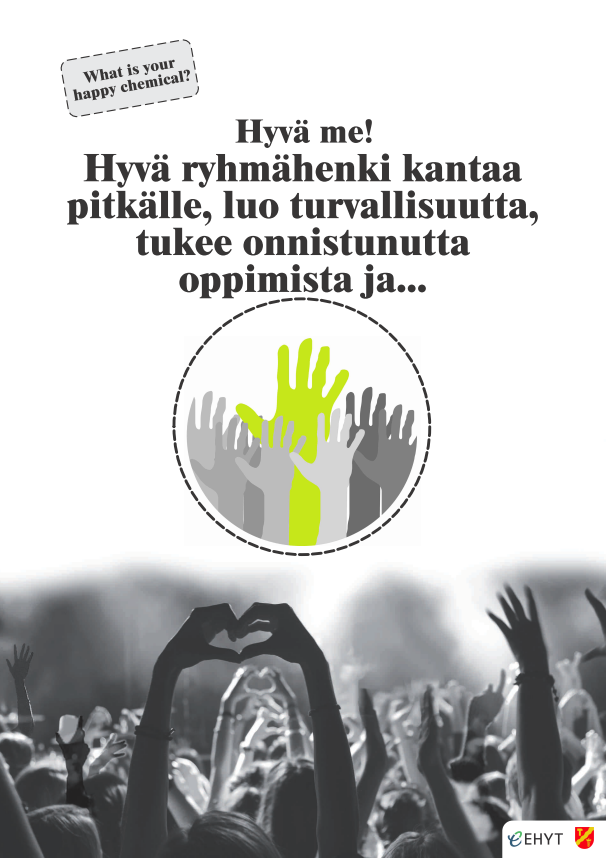 What is your
happy chemical?
Hyvä me!
Hyvä ryhmähenki kantaa
pitkälle, luo turvallisuutta,
tukee onnistunutta
oppimista ja...
EHYT